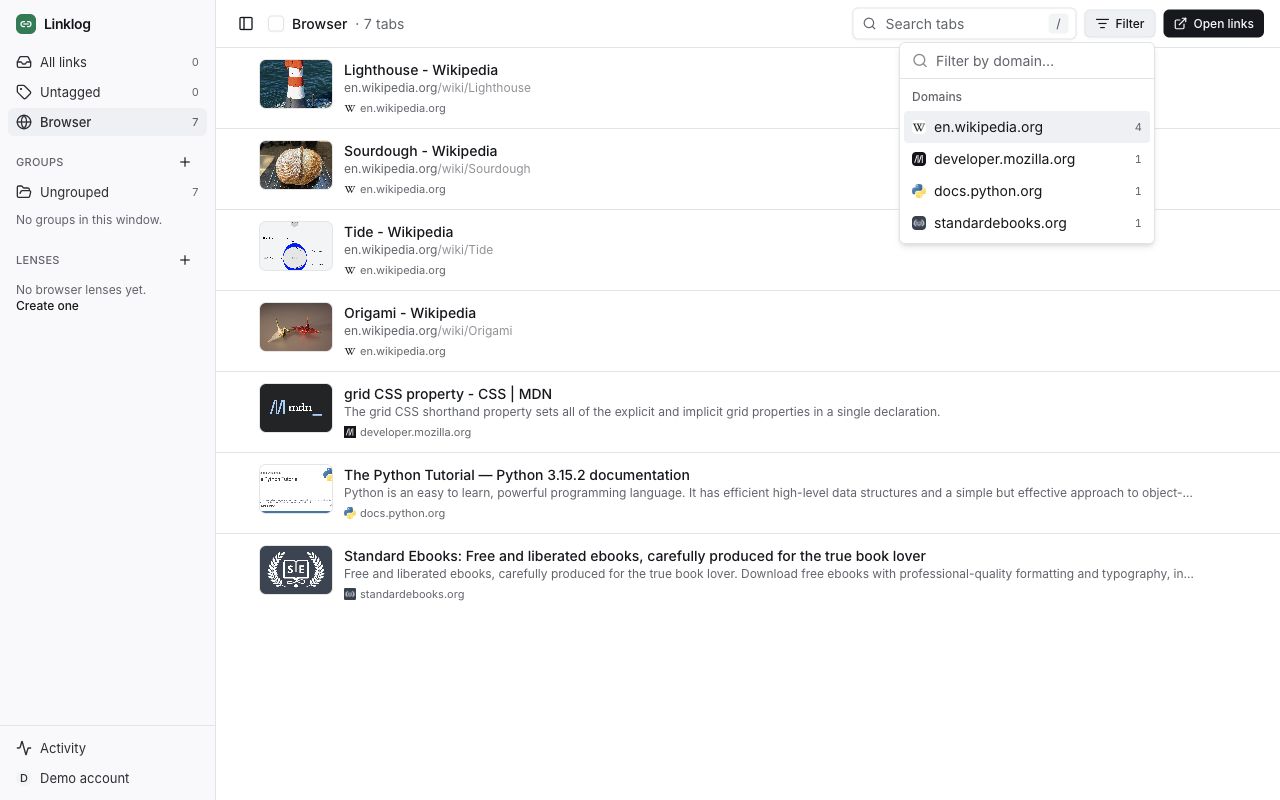 Linklog
All links 0
Untagged 0
Browser 7
GROUPS
Ungrouped 7
No groups in this window.
LENSES
No browser lenses yet.
Create one
Activity
D Demo account
Browser · 7 tabs
Search tabs /
Filter
Open links
Filter by domain...
Domains
en.wikipedia.org 4
developer.mozilla.org 1
docs.python.org 1
standardebooks.org 1
Lighthouse - Wikipedia
en.wikipedia.org/wiki/Lighthouse
W en.wikipedia.org
Sourdough - Wikipedia
en.wikipedia.org/wiki/Sourdough
W en.wikipedia.org
Tide - Wikipedia
en.wikipedia.org/wiki/Tide
W en.wikipedia.org
Origami - Wikipedia
en.wikipedia.org/wiki/Origami
W en.wikipedia.org
mdn_
grid CSS property - CSS | MDN
The grid CSS shorthand property sets all of the explicit and implicit grid properties in a single declaration.
developer.mozilla.org
The Python Tutorial — Python 3.15.2 documentation
Python is an easy to learn, powerful programming language. It has efficient high-level data structures and a simple but effective approach to object-...
docs.python.org
S E
Standard Ebooks: Free and liberated ebooks, carefully produced for the true book lover
Free and liberated ebooks, carefully produced for the true book lover. Download free ebooks with professional-quality formatting and typography, in...
standardebooks.org